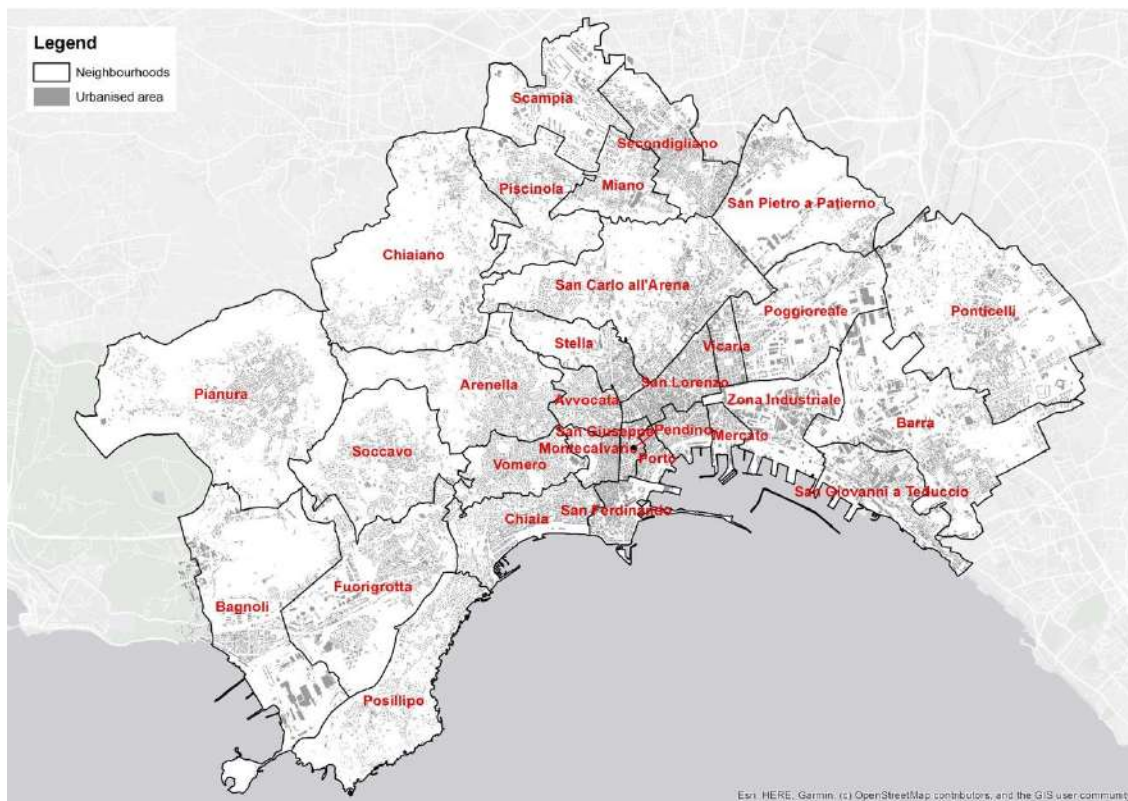 Legend
Neighbourhoods
Urbanised area
Scampia
Secondigliano
Piscinola
Miano
San Pietro a Patierno
Chiaiano
San Carlo all'Arena
Poggioreale
Ponticelli
Stella
Vicaria
Arenella
San Lorenzo
Pianura
Avvocata
Zona Industriale
Barra
San Giuseppe
Pendino
Mercato
Soccavo
Montecalvario
Vomero
Porto
San Giovanni a Teduccio
Chiaia
San Ferdinando
Fuorigrotta
Bagnoli
Posillipo
Esri, HERE, Garmin, (c) OpenStreetMap contributors, and the GIS user community